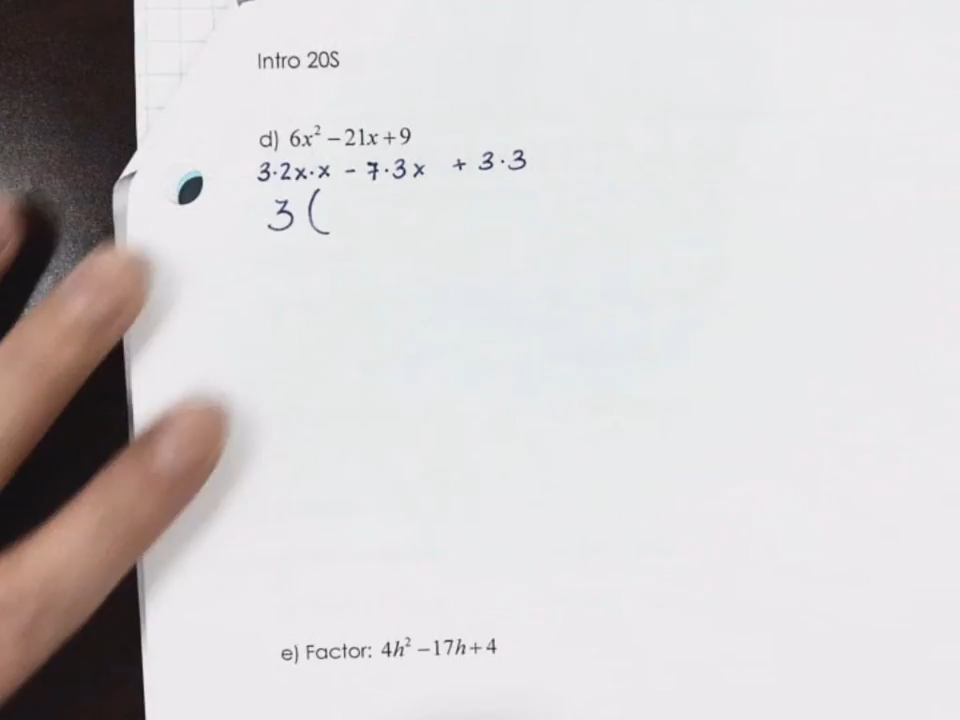 Intro 20S
d) 6x² – 21x + 9
3·2x·x - 7·3x + 3·3
3 (
e) Factor: 4h² – 17h + 4